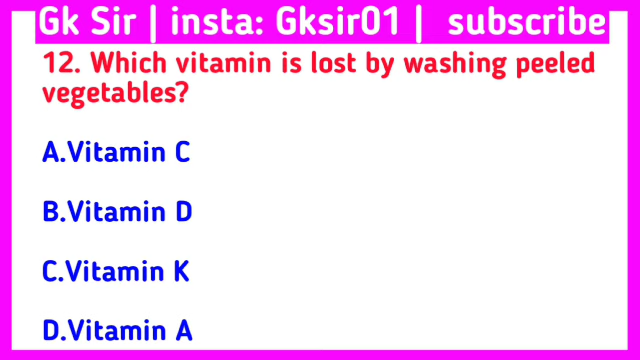 Gk Sir | insta: Gksir01 | subscribe
12. Which vitamin is lost by washing peeled
vegetables?
A.Vitamin C
B.Vitamin D
C.Vitamin K
D.Vitamin A